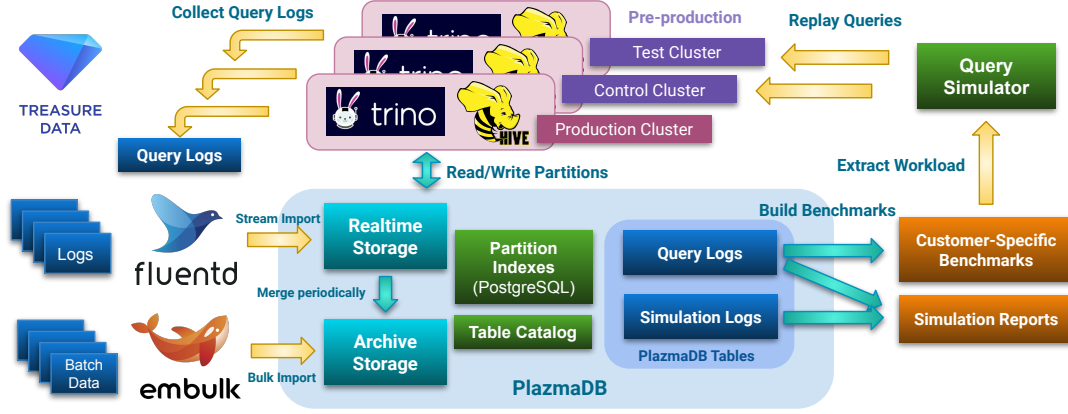 Collect Query Logs
TREASURE
DATA
Query Logs
trino
trino
trino
HIVE
Pre-production
Test Cluster
Control Cluster
Production Cluster
Replay Queries
Query
Simulator
Extract Workload
Read/Write Partitions
Logs
fluentd
Stream Import
Realtime
Storage
Merge periodically
Batch
Data
embulk
Bulk Import
Archive
Storage
Partition
Indexes
(PostgreSQL)
Table Catalog
PlazmaDB
Query Logs
Simulation Logs
PlazmaDB Tables
Build Benchmarks
Customer-Specific
Benchmarks
Simulation Reports